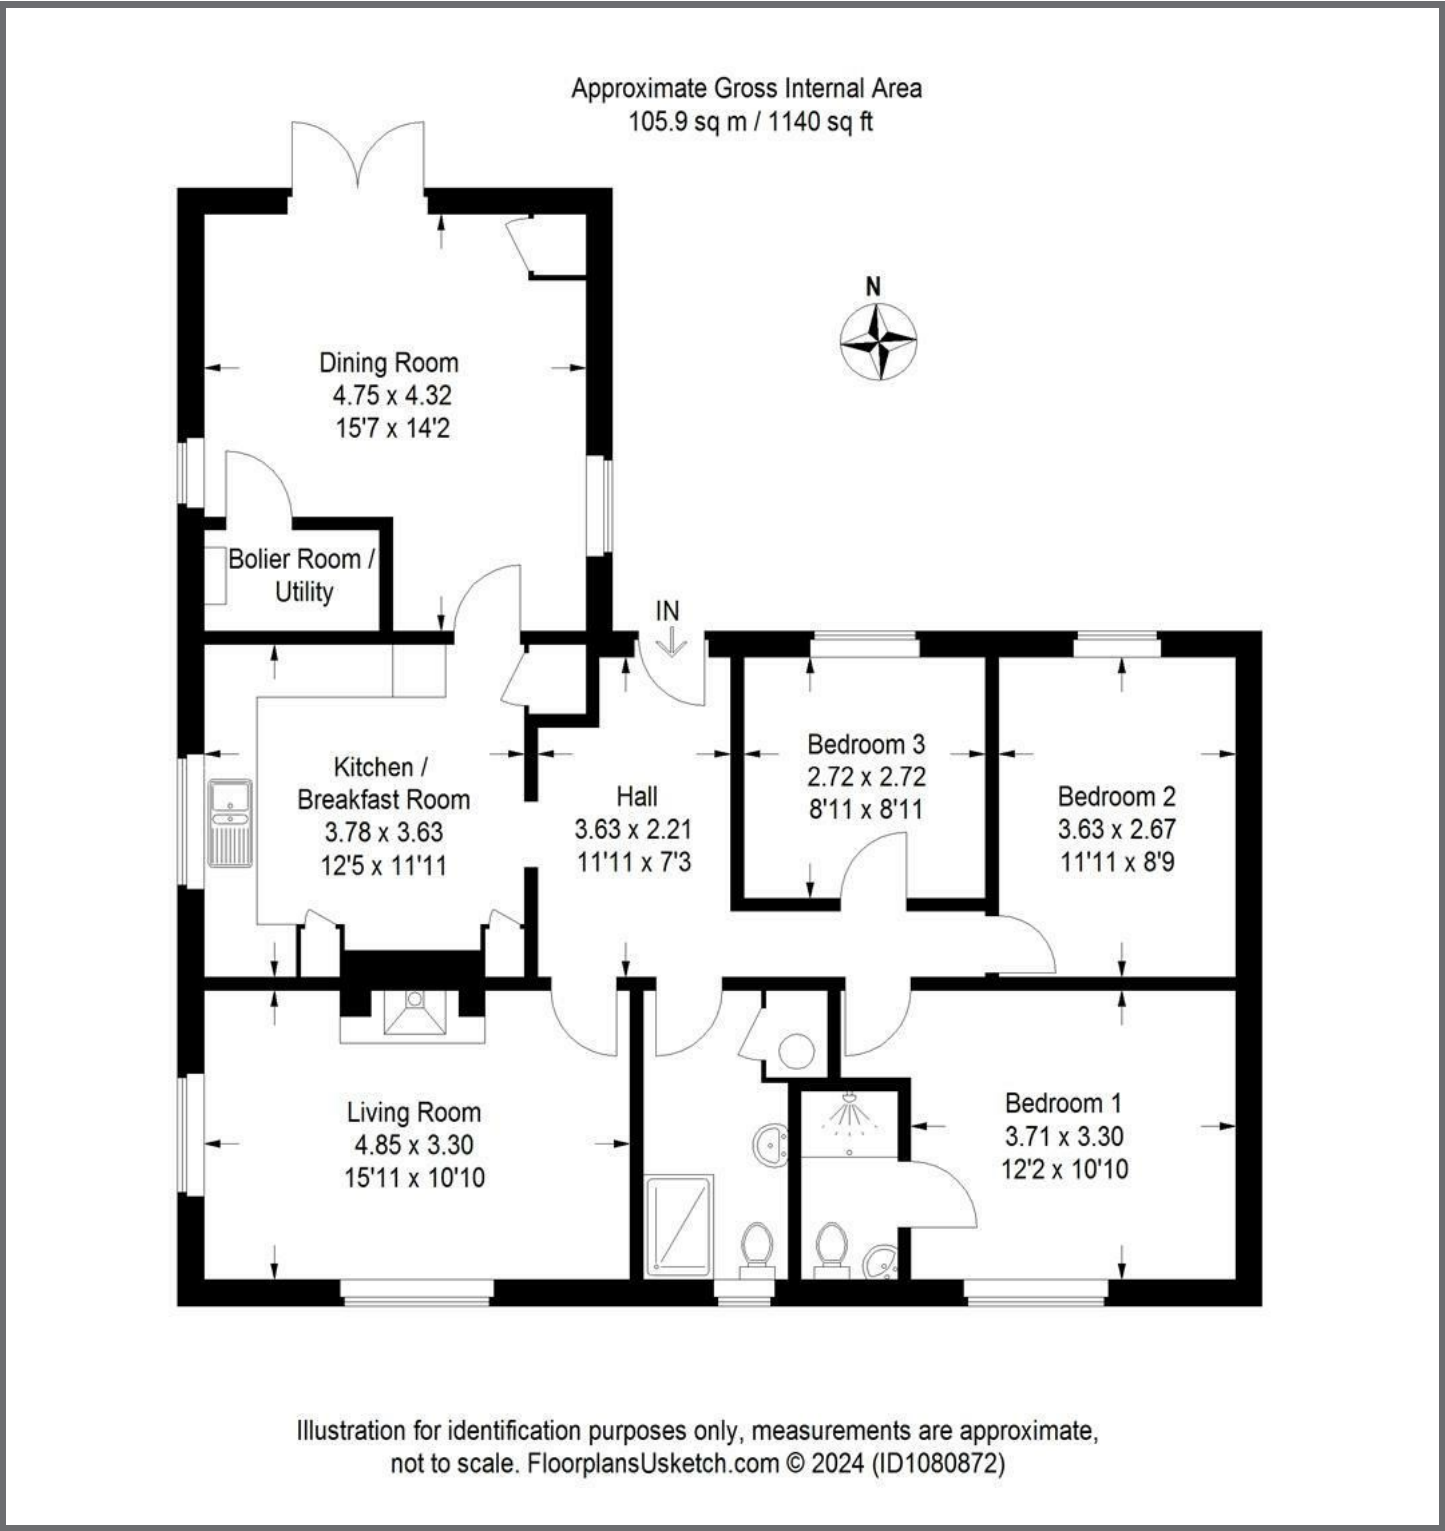 Approximate Gross Internal Area
105.9 sq m / 1140 sq ft
N
Dining Room
4.75 x 4.32
15'7 x 14'2
Bolier Room /
Utility
IN
Kitchen /
Breakfast Room
3.78 x 3.63
12'5 x 11'11
Hall
3.63 x 2.21
11'11 x 7'3
Bedroom 3
2.72 x 2.72
8'11 x 8'11
Bedroom 2
3.63 x 2.67
11'11 x 8'9
Living Room
4.85 x 3.30
15'11 x 10'10
Bedroom 1
3.71 x 3.30
12'2 x 10'10
Illustration for identification purposes only, measurements are approximate,
not to scale. FloorplansUsketch.com © 2024 (ID1080872)